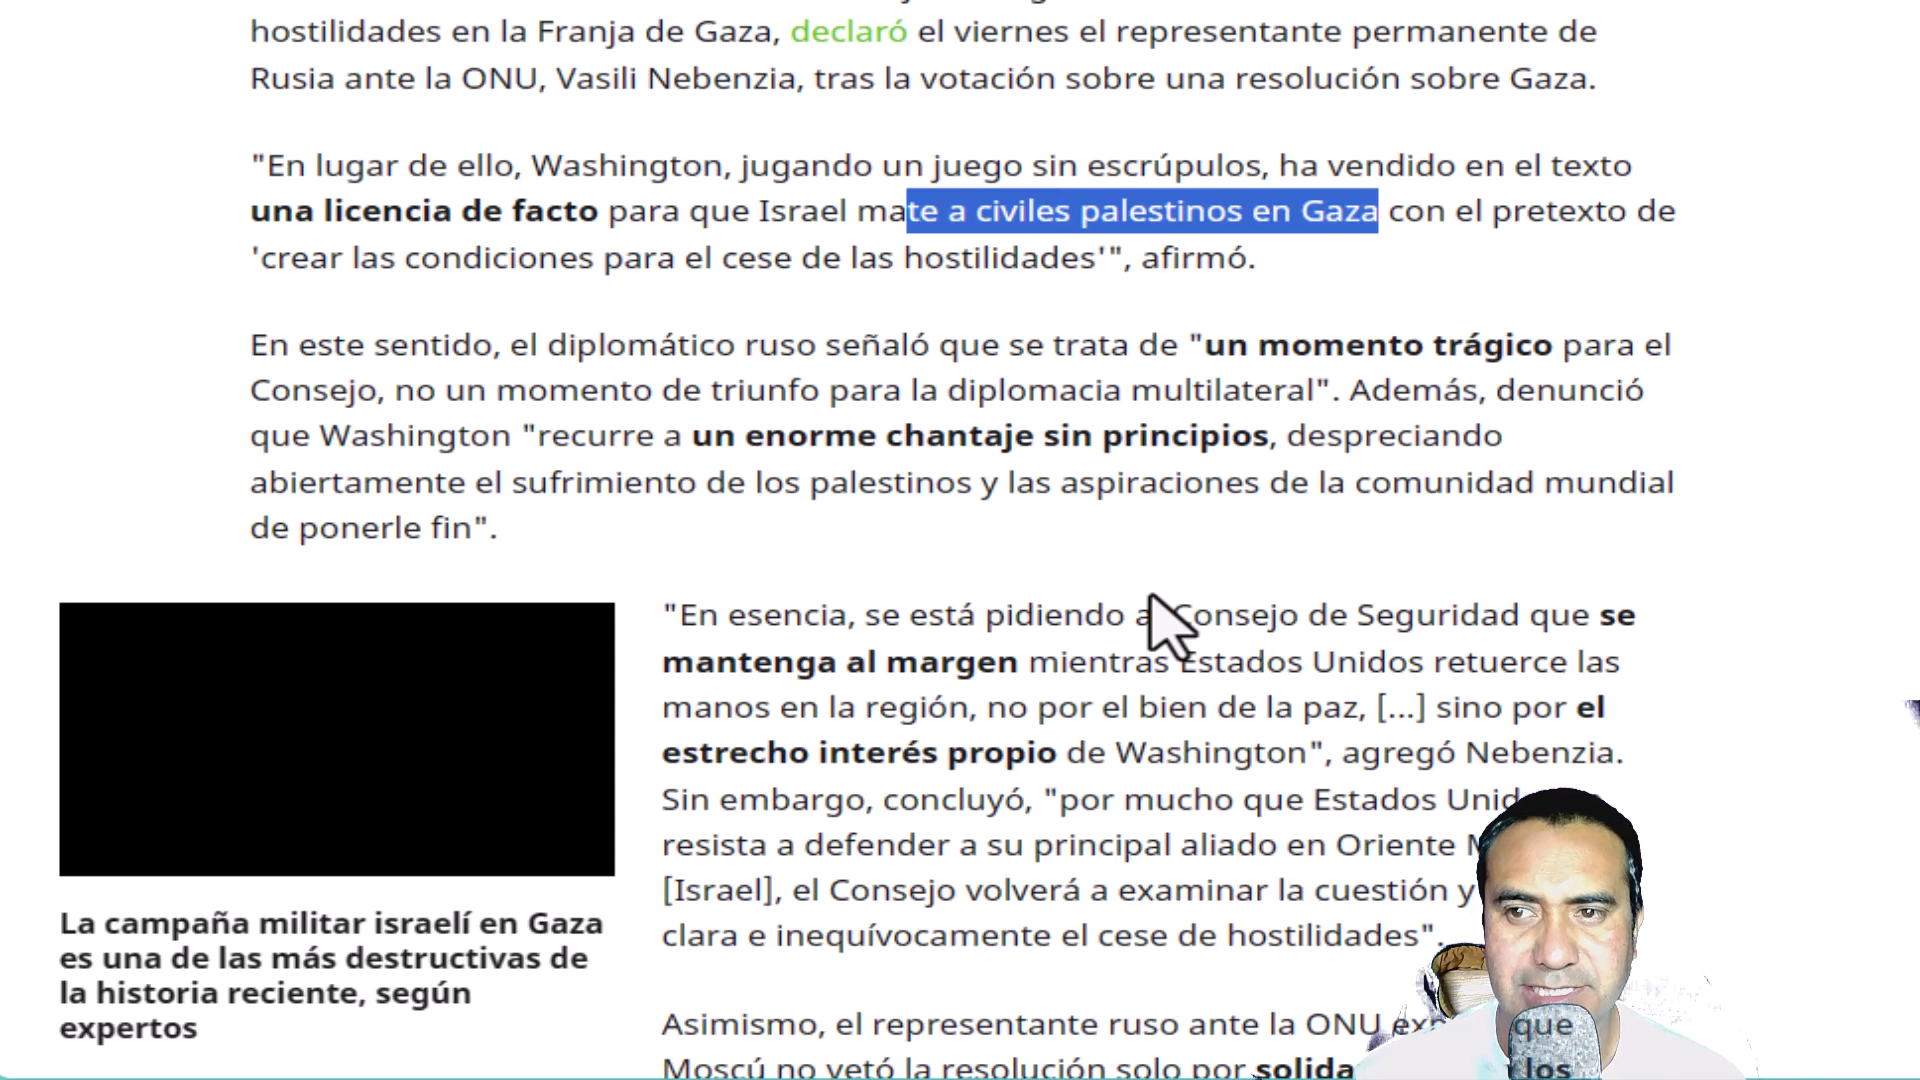 hostilidades en la Franja de Gaza, declaró el viernes el representante permanente de
Rusia ante la ONU, Vasili Nebenzia, tras la votación sobre una resolución sobre Gaza.
"En lugar de ello, Washington, jugando un juego sin escrúpulos, ha vendido en el texto
una licencia de facto para que Israel mate a civiles palestinos en Gaza con el pretexto de
'crear las condiciones para el cese de las hostilidades'", afirmó.
En este sentido, el diplomático ruso señaló que se trata de "un momento trágico para el
Consejo, no un momento de triunfo para la diplomacia multilateral". Además, denunció
que Washington "recurre a un enorme chantaje sin principios, despreciando
abiertamente el sufrimiento de los palestinos y las aspiraciones de la comunidad mundial
de ponerle fin".
"En esencia, se está pidiendo Consejo de Seguridad que se
mantenga al margen mientras Estados Unidos retuerce las
manos en la región, no por el bien de la paz, [...] sino por el
estrecho interés propio de Washington", agregó Nebenzia.
Sin embargo, concluyó, "por mucho que Estados
resista a defender a su principal aliado en Oriente
[Israel], el Consejo volverá a examinar la cuestión y
clara e inequívocamente el cese de hostilidades".
Asimismo, el representante ruso ante la ONU que
Moscú no vetó la resolución solo por los
La campaña militar israelí en Gaza
es una de las más destructivas de
la historia reciente, según
expertos